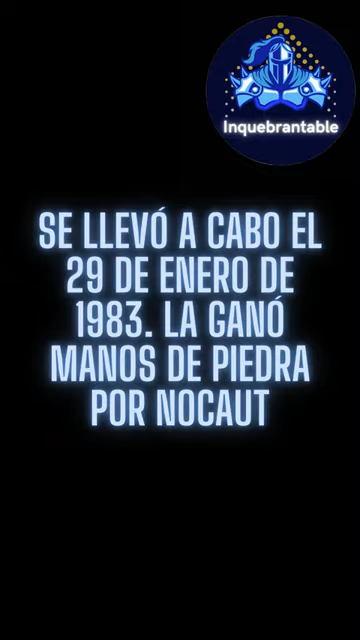 Inquebrantable
SE LLEVÓ A CABO EL
29 DE ENERO DE
1983. LA GANÓ
MANOS DE PIEDRA
POR NOCAUT